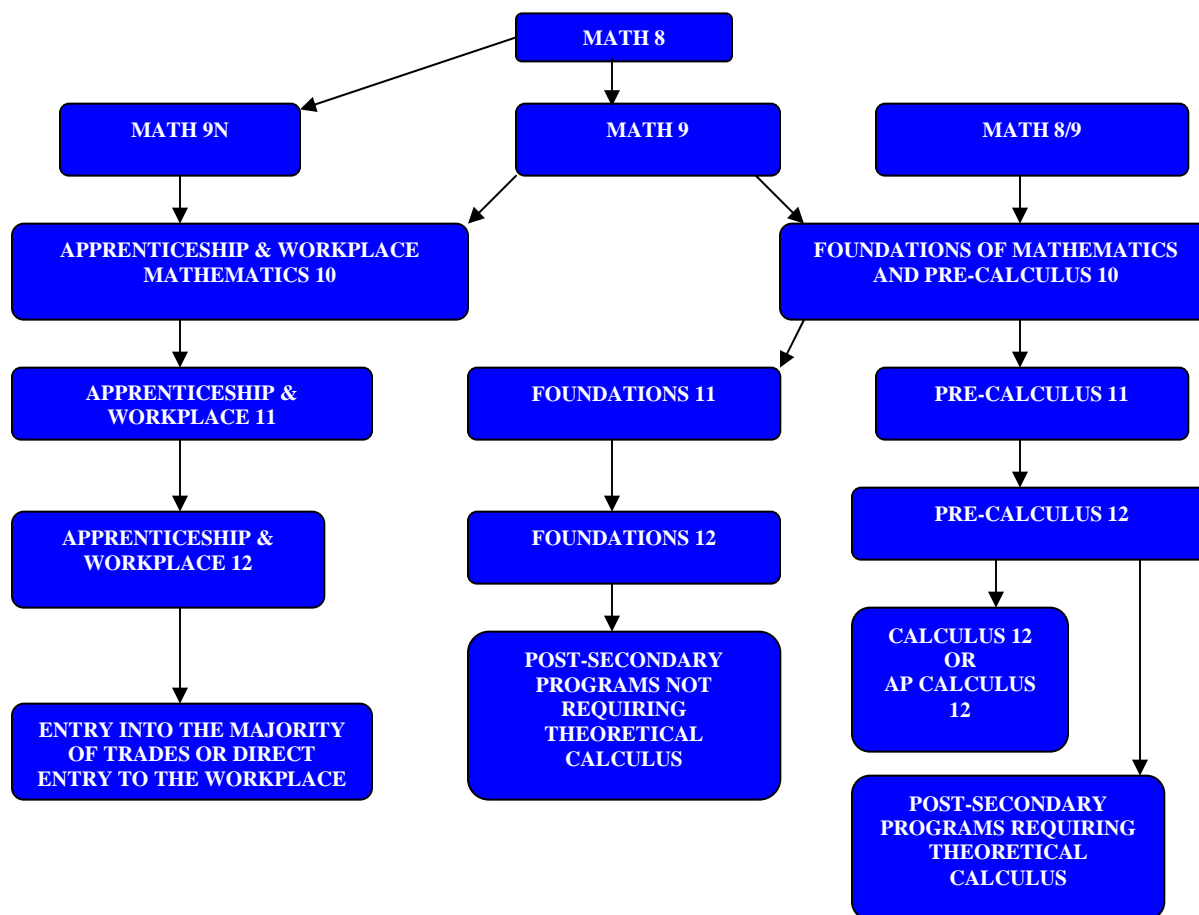 MATH 8
MATH 9N
MATH 9
MATH 8/9
APPRENTICESHIP & WORKPLACE
MATHEMATICS 10
FOUNDATIONS OF MATHEMATICS
AND PRE-CALCULUS 10
APPRENTICESHIP &
WORKPLACE 11
FOUNDATIONS 11
PRE-CALCULUS 11
APPRENTICESHIP &
WORKPLACE 12
FOUNDATIONS 12
PRE-CALCULUS 12
ENTRY INTO THE MAJORITY
OF TRADES OR DIRECT
ENTRY TO THE WORKPLACE
POST-SECONDARY
PROGRAMS NOT
REQUIRING
THEORETICAL
CALCULUS
CALCULUS 12
OR
AP CALCULUS
12
POST-SECONDARY
PROGRAMS REQUIRING
THEORETICAL
CALCULUS